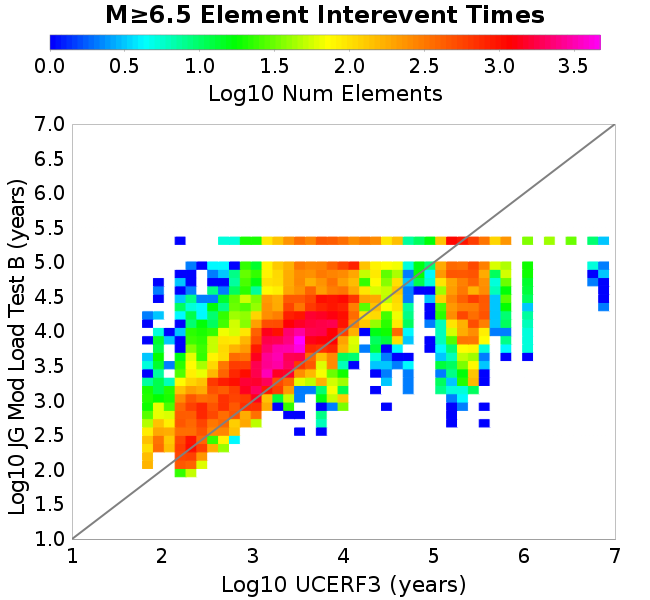 M≥6.5 Element Interevent Times
0.0 0.5 1.0 1.5 2.0 2.5 3.0 3.5
Log10 Num Elements
7.0
6.5
6.0
5.5
5.0
4.5
4.0
3.5
3.0
2.5
2.0
1.5
1.0
Log10 JG Mod Load Test B (years)
1 2 3 4 5 6 7
Log10 UCERF3 (years)